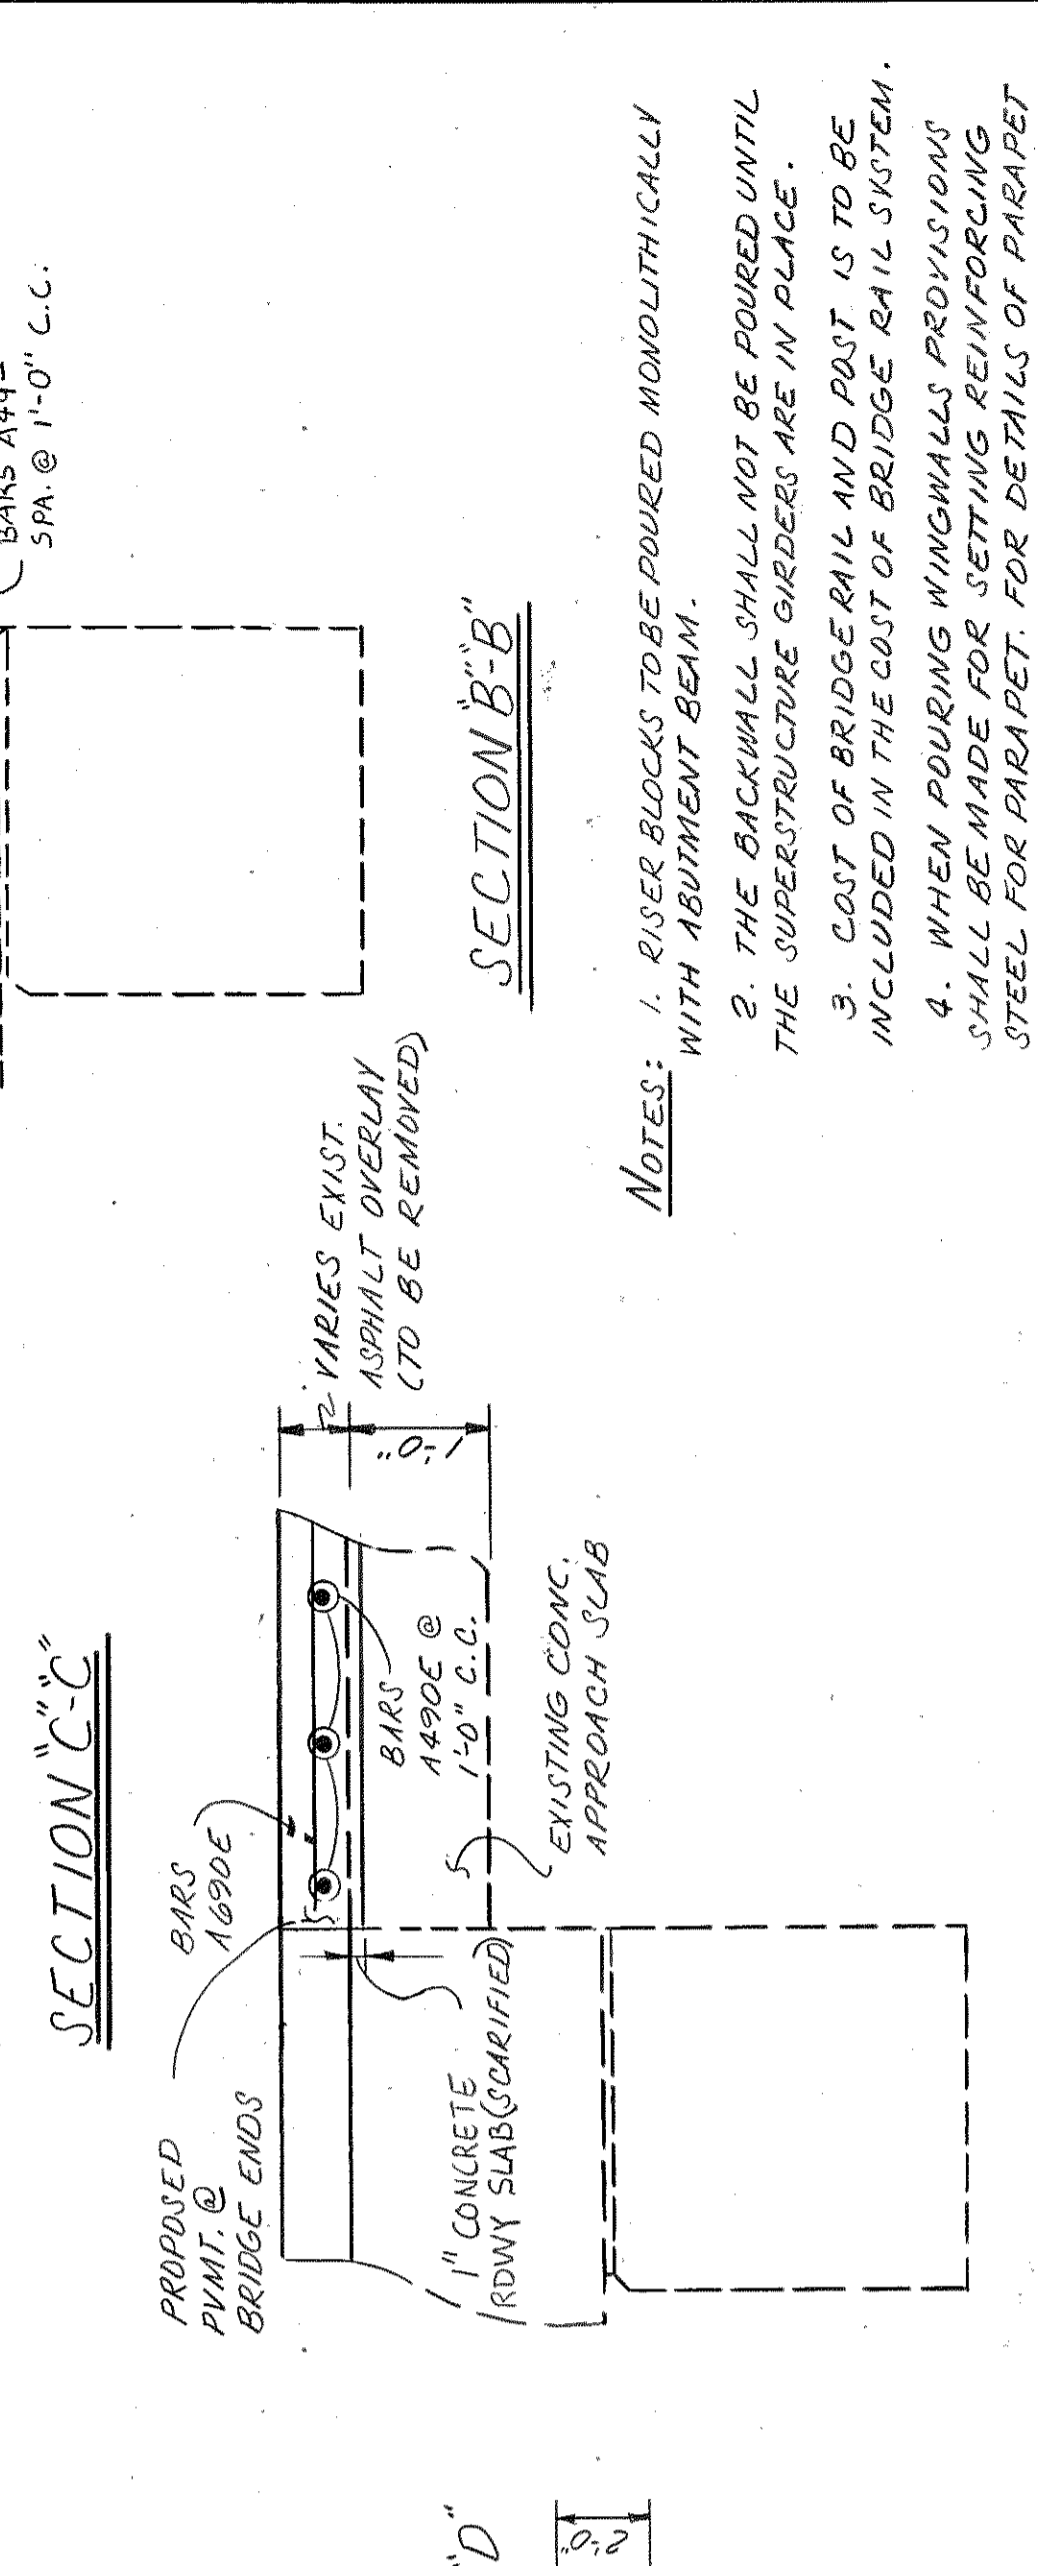 SECTION "C"-"C"
PROPOSED
PVMT. @
BRIDGE ENDS
BARS
A690E
VARIES EXIST.
ASPHALT OVERLAY
(TO BE REMOVED)
1'-0"
BARS
A490E @
1'-0" C.C.
1" CONCRETE
RDWY SLAB (SCARIFIED)
EXISTING CONC.
APPROACH SLAB
"D"
2'-0"
SPA. @ 1'-0" C.C.
SECTION "B"-"B"
NOTES: 1. RISER BLOCKS TO BE POURED MONOLITHICALLY
WITH ABUTMENT BEAM.
2. THE BACKWALL SHALL NOT BE POURED UNTIL
THE SUPERSTRUCTURE GIRDERS ARE IN PLACE.
3. COST OF BRIDGE RAIL AND POST IS TO BE
INCLUDED IN THE COST OF BRIDGE RAIL SYSTEM.
4. WHEN POURING WINGWALLS PROVISIONS
SHALL BE MADE FOR SETTING REINFORCING
STEEL FOR PARAPET. FOR DETAILS OF PARAPET